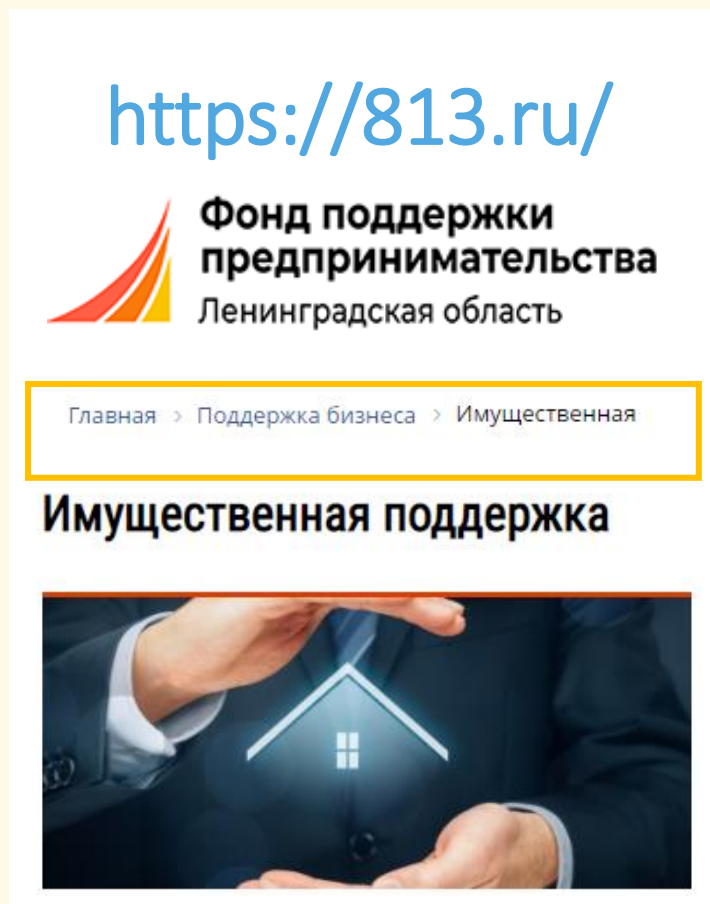 https://813.ru/
Фонд поддержки
предпринимательства
Ленинградская область
Главная > Поддержка бизнеса > Имущественная
Имущественная поддержка